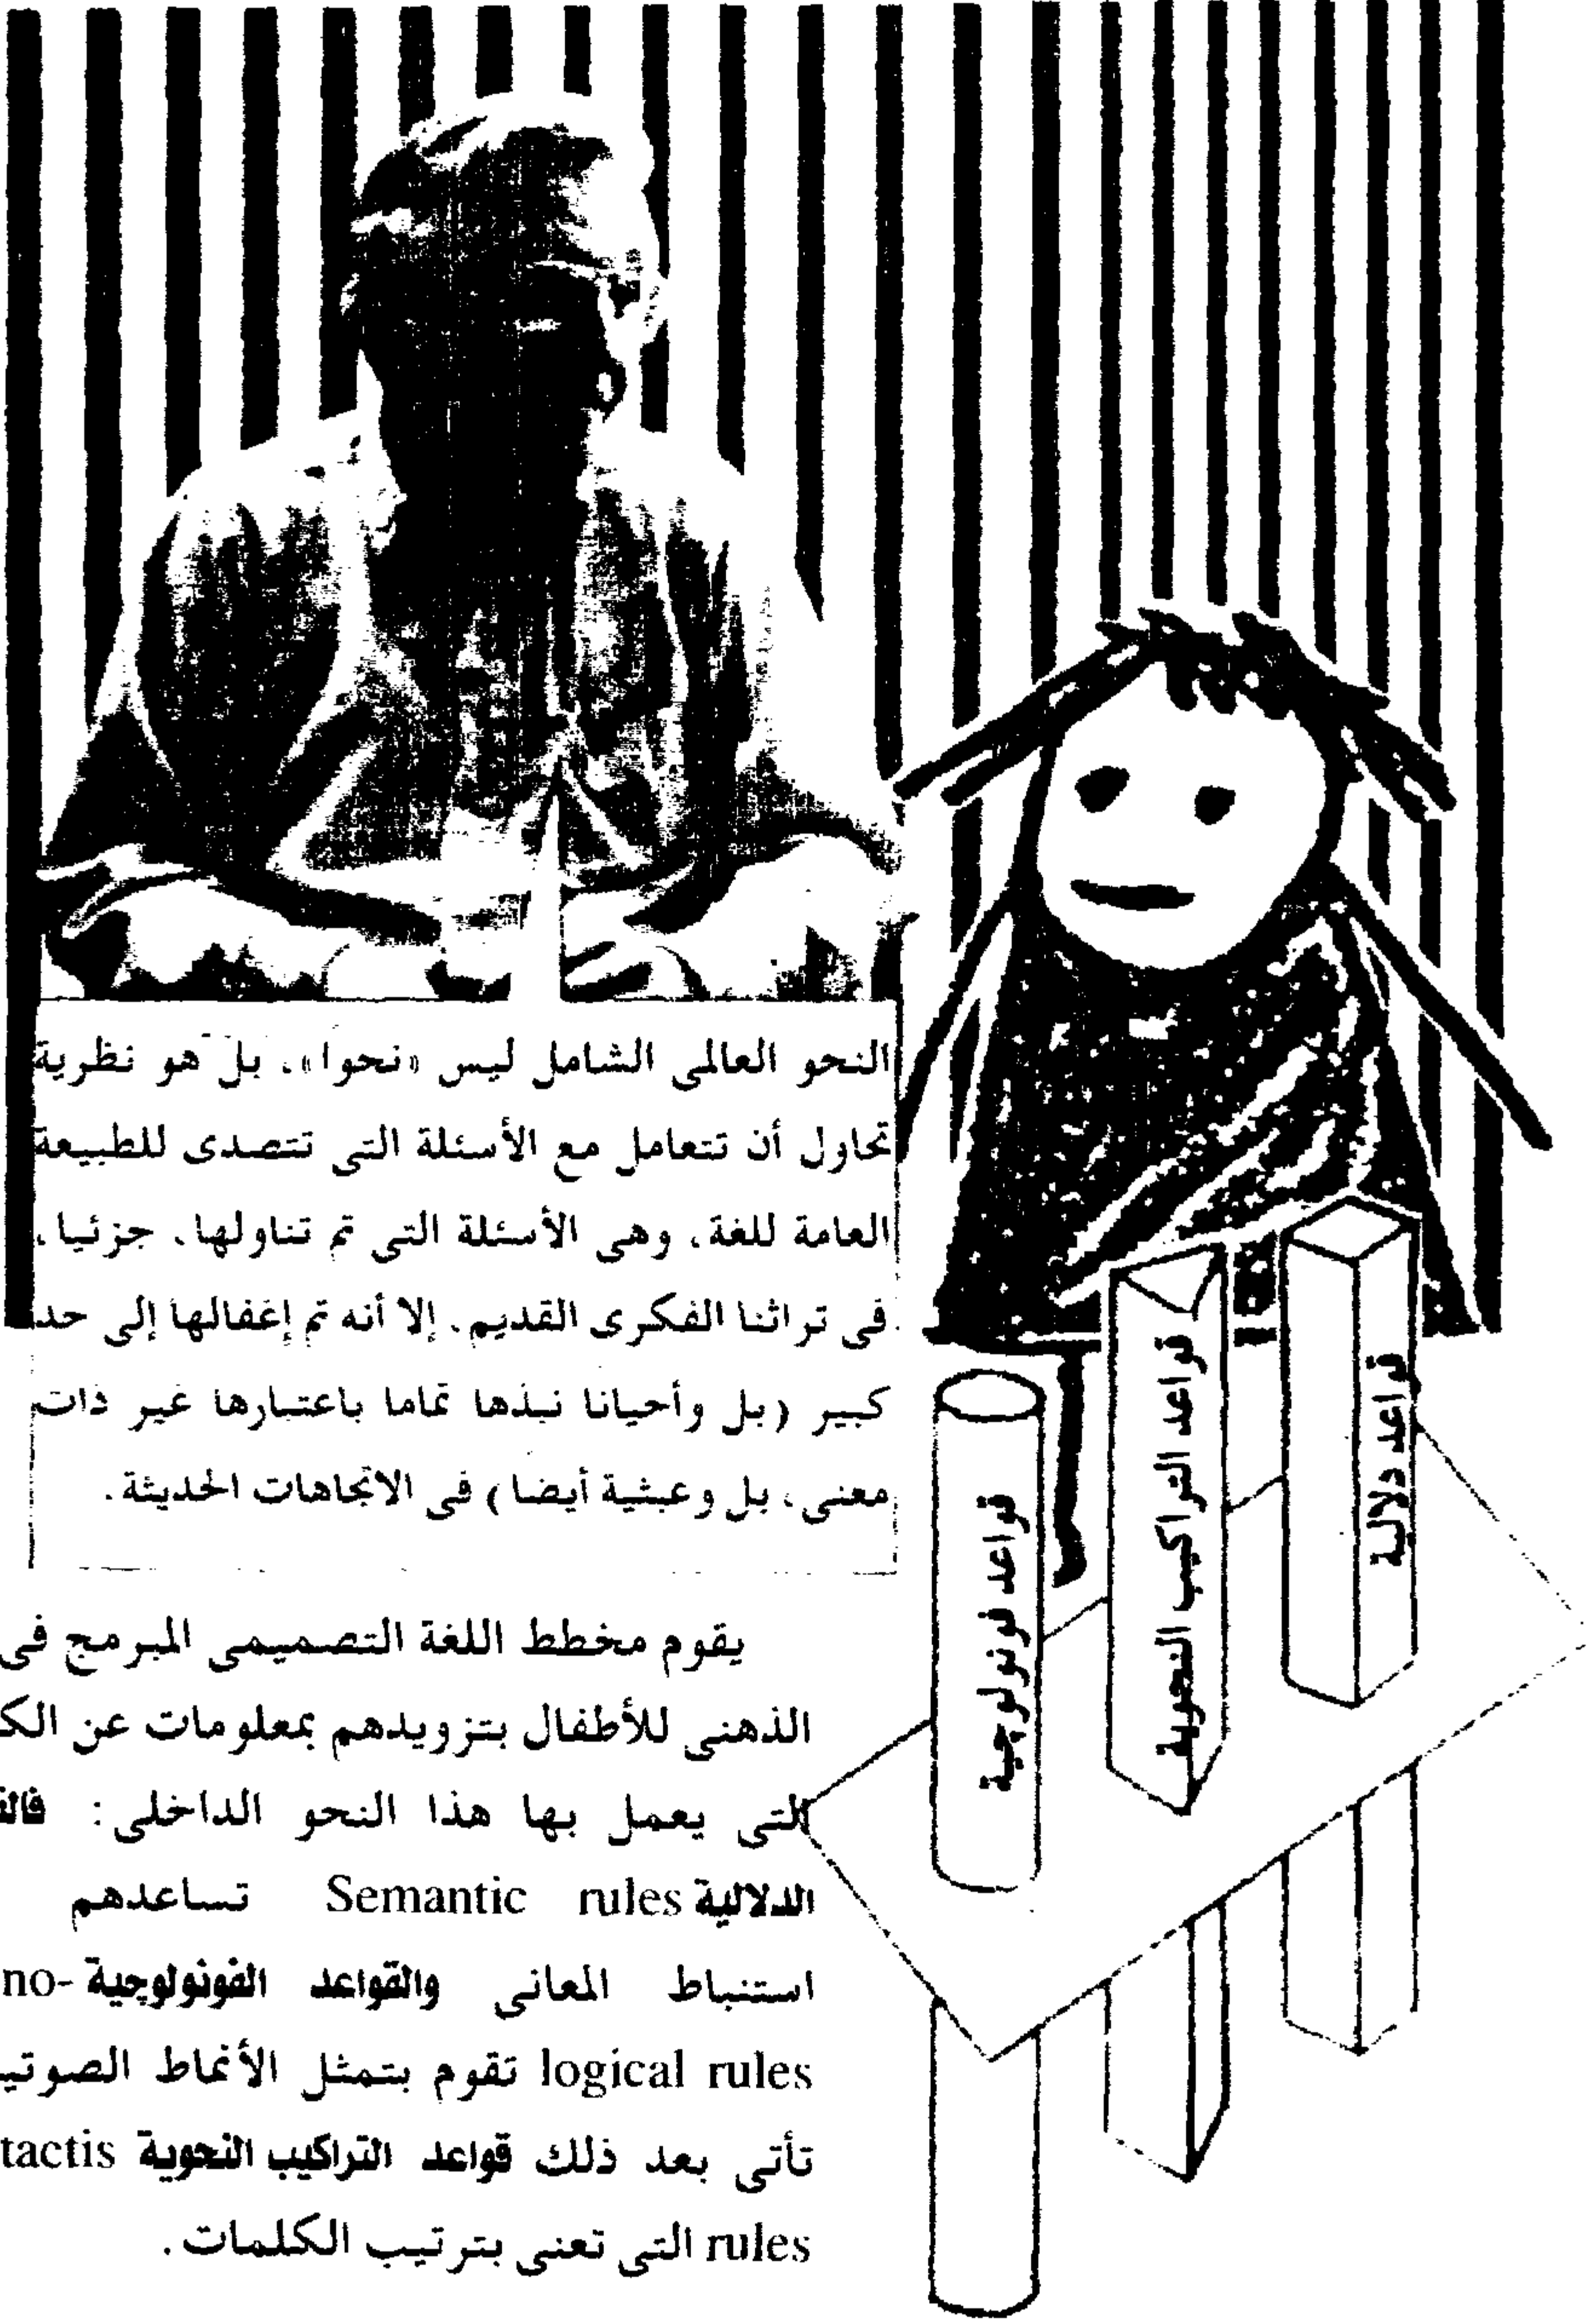 النحو العالمى الشامل ليس «نحوا»، بل هو نظرية
تحاول أن تتعامل مع الأسئلة التى تتصدى للطبيعة
العامة للغة، وهى الأسئلة التى تم تناولها، جزئيا،
فى تراثنا الفكرى القديم. إلا أنه تم إغفالها إلى حد
كبير (بل وأحيانا نبذها تماما باعتبارها غير ذات
معنى، بل وعبثية أيضا) فى الاتجاهات الحديثة.
قواعد فونولوچية
قواعد التراكيب النحوية
قواعد دلالية
يقوم مخطط اللغة التصميمى المبرمج فى
الذهنى للأطفال بتزويدهم بمعلومات عن
التى يعمل بها هذا النحو الداخلى:
الدلالية Semantic rules تساعدهم
استنباط المعانى والقواعد الفونولوچية no-
logical rules تقوم بتمثل الأنماط
تأتى بعد ذلك قواعد التراكيب النحوية tactis
rules التى تعنى بترتيب الكلمات.